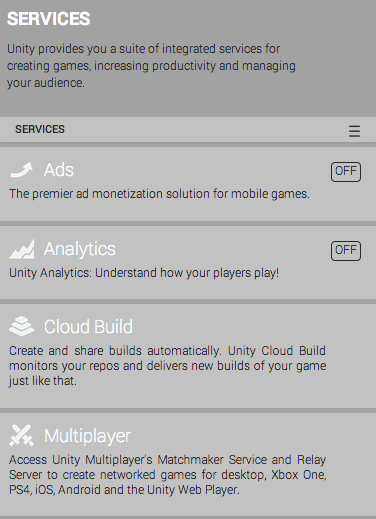 SERVICES
Unity provides you a suite of integrated services for
creating games, increasing productivity and managing
your audience.
SERVICES
Ads
OFF
The premier ad monetization solution for mobile games.
Analytics
OFF
Unity Analytics: Understand how your players play!
Cloud Build
Create and share builds automatically. Unity Cloud Build
monitors your repos and delivers new builds of your game
just like that.
Multiplayer
Access Unity Multiplayer's Matchmaker Service and Relay
Server to create networked games for desktop, Xbox One,
PS4, iOS, Android and the Unity Web Player.